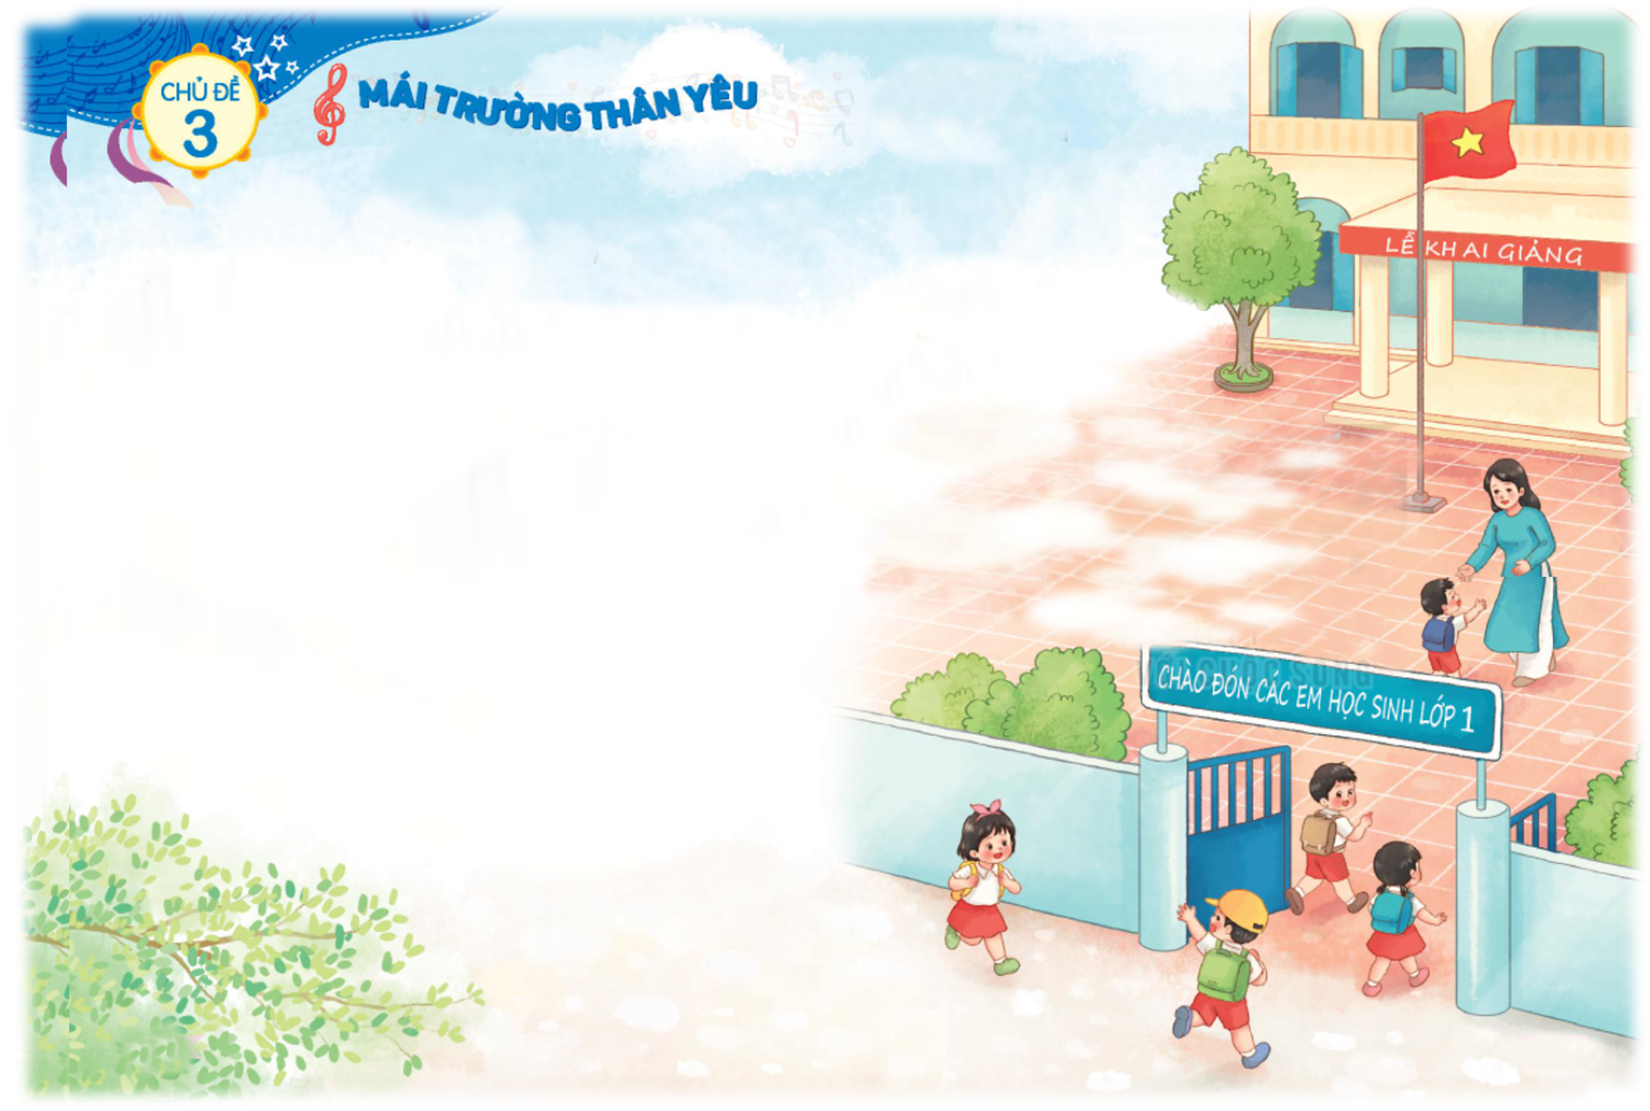 CHỦ ĐỀ
3
MÁI TRƯỜNG THÂN YÊU
LỄ KHAI GIẢNG
CHÀO ĐÓN CÁC EM HỌC SINH LỚP 1